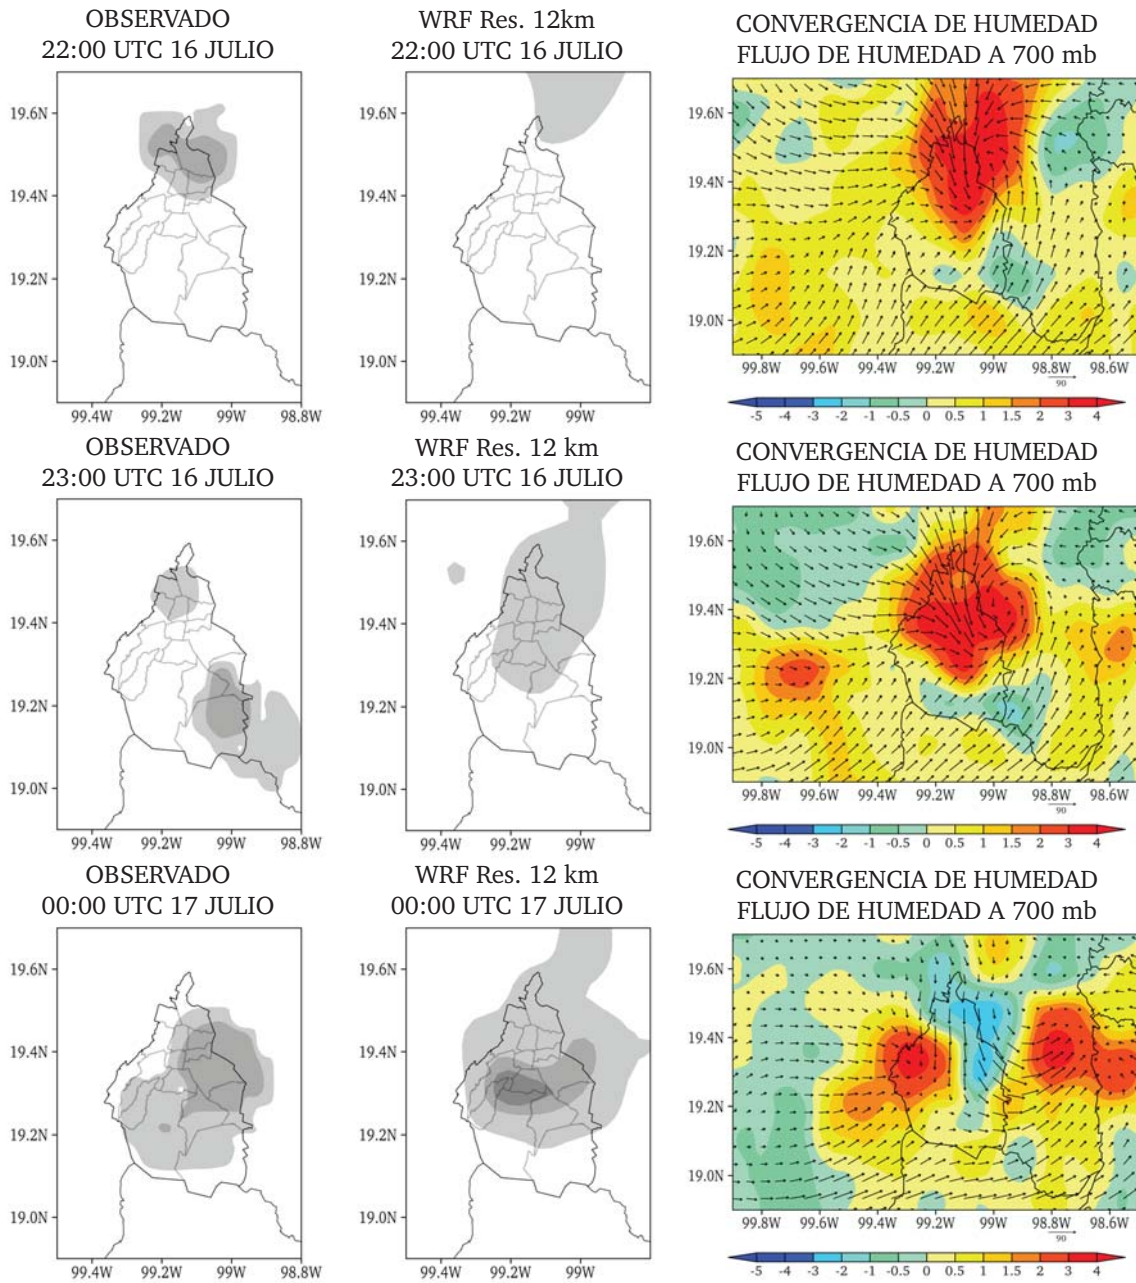 OBSERVADO
22:00 UTC 16 JULIO
WRF Res. 12km
22:00 UTC 16 JULIO
CONVERGENCIA DE HUMEDAD
FLUJO DE HUMEDAD A 700 mb
19.6N
19.4N
19.2N
19.0N
99.4W 99.2W 99W 98.8W
19.6N
19.4N
19.2N
19.0N
99.4W 99.2W 99W
19.6N
19.4N
19.2N
19.0N
99.8W 99.6W 99.4W 99.2W 99W 98.8W 98.6W
90
-5 -4 -3 -2 -1 -0.5 0 0.5 1 1.5 2 3 4
OBSERVADO
23:00 UTC 16 JULIO
WRF Res. 12 km
23:00 UTC 16 JULIO
CONVERGENCIA DE HUMEDAD
FLUJO DE HUMEDAD A 700 mb
19.6N
19.4N
19.2N
19.0N
99.4W 99.2W 99W 98.8W
19.6N
19.4N
19.2N
19.0N
99.4W 99.2W 99W
19.6N
19.4N
19.2N
19.0N
99.8W 99.6W 99.4W 99.2W 99W 98.8W 98.6W
90
-5 -4 -3 -2 -1 -0.5 0 0.5 1 1.5 2 3 4
OBSERVADO
00:00 UTC 17 JULIO
WRF Res. 12 km
00:00 UTC 17 JULIO
CONVERGENCIA DE HUMEDAD
FLUJO DE HUMEDAD A 700 mb
19.6N
19.4N
19.2N
19.0N
99.4W 99.2W 99W 98.8W
19.6N
19.4N
19.2N
19.0N
99.4W 99.2W 99W
19.6N
19.4N
19.2N
19.0N
99.8W 99.6W 99.4W 99.2W 99W 98.8W 98.6W
90
-5 -4 -3 -2 -1 -0.5 0 0.5 1 1.5 2 3 4